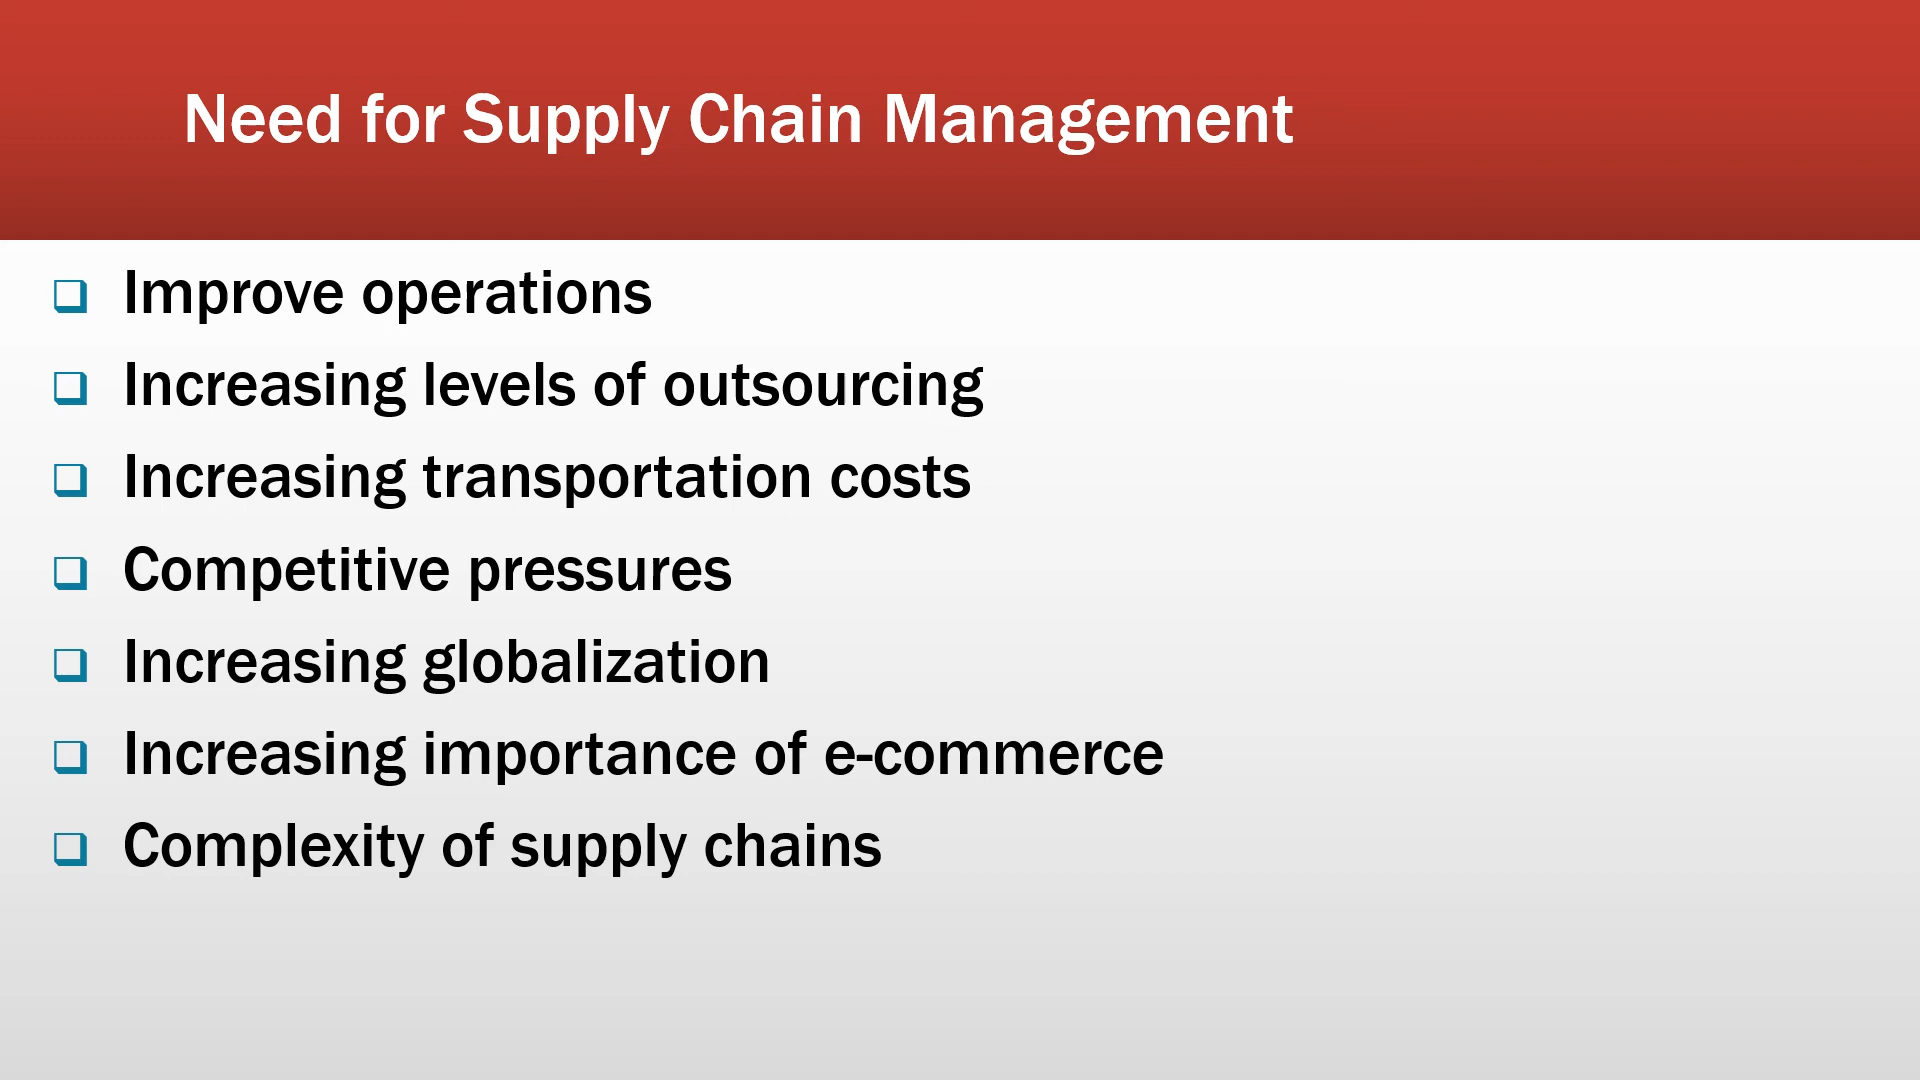 Need for Supply Chain Management
Improve operations
Increasing levels of outsourcing
Increasing transportation costs
Competitive pressures
Increasing globalization
Increasing importance of e-commerce
Complexity of supply chains